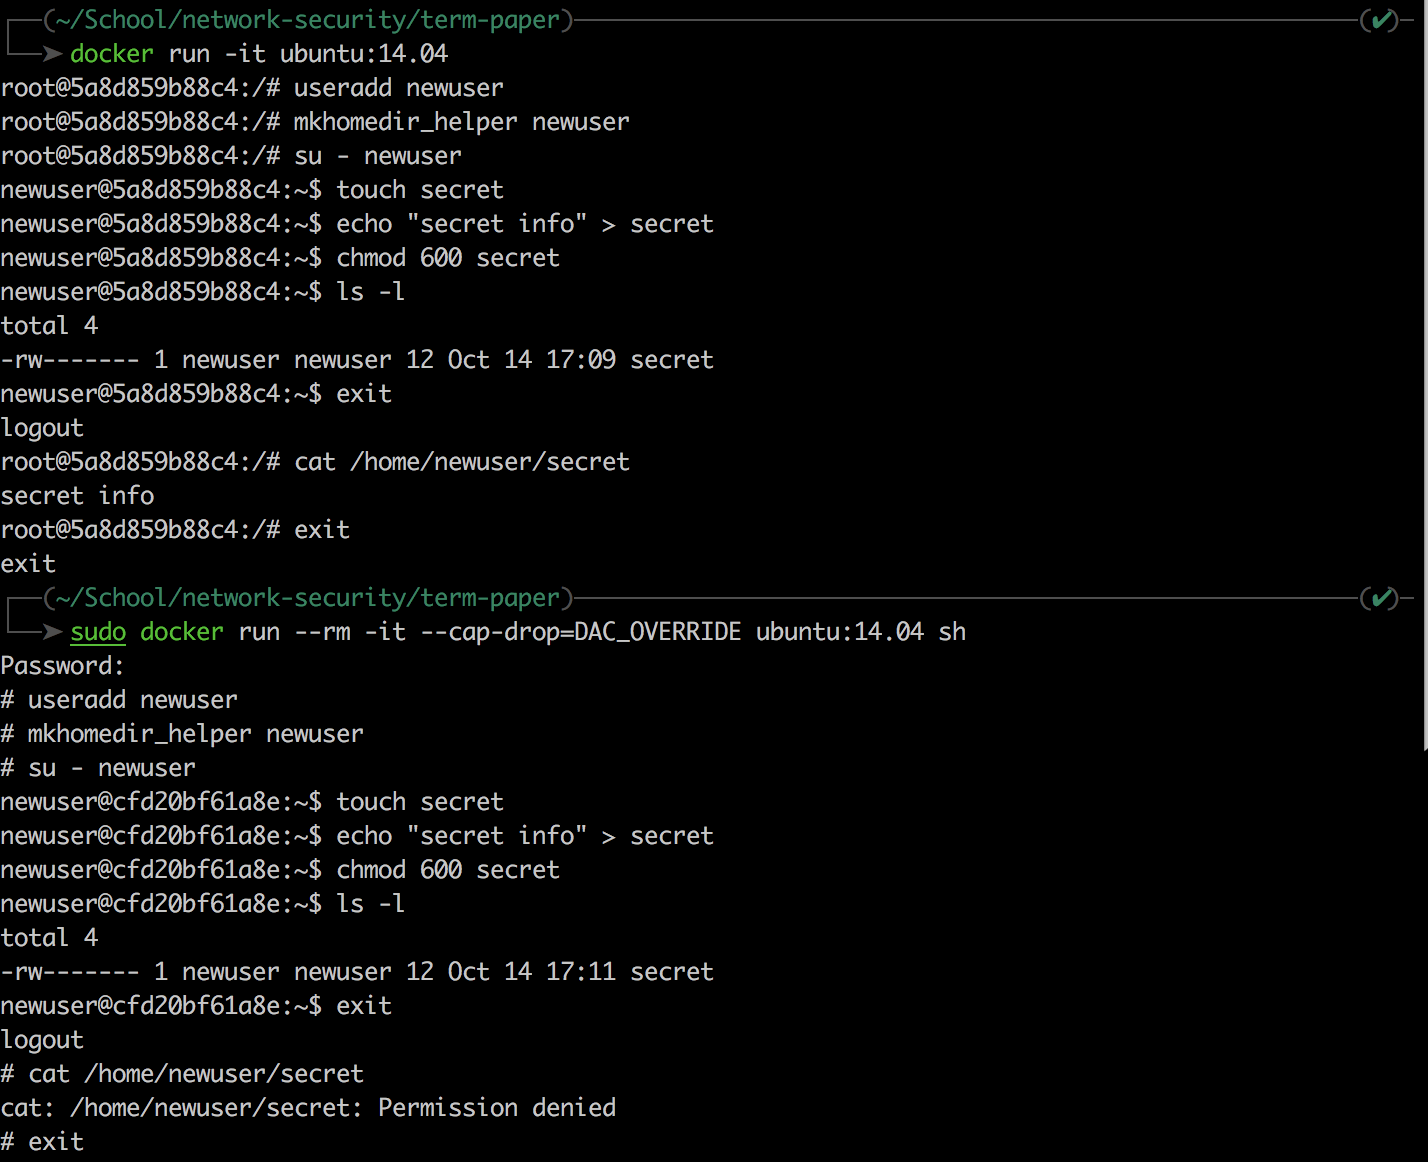 (~/School/network-security/term-paper) (✔)
➤ docker run -it ubuntu:14.04
root@5a8d859b88c4:/# useradd newuser
root@5a8d859b88c4:/# mkhomedir_helper newuser
root@5a8d859b88c4:/# su - newuser
newuser@5a8d859b88c4:~$ touch secret
newuser@5a8d859b88c4:~$ echo "secret info" > secret
newuser@5a8d859b88c4:~$ chmod 600 secret
newuser@5a8d859b88c4:~$ ls -l
total 4
-rw------- 1 newuser newuser 12 Oct 14 17:09 secret
newuser@5a8d859b88c4:~$ exit
logout
root@5a8d859b88c4:/# cat /home/newuser/secret
secret info
root@5a8d859b88c4:/# exit
exit
(~/School/network-security/term-paper) (✔)
➤ sudo docker run --rm -it --cap-drop=DAC_OVERRIDE ubuntu:14.04 sh
Password:
# useradd newuser
# mkhomedir_helper newuser
# su - newuser
newuser@cfd20bf61a8e:~$ touch secret
newuser@cfd20bf61a8e:~$ echo "secret info" > secret
newuser@cfd20bf61a8e:~$ chmod 600 secret
newuser@cfd20bf61a8e:~$ ls -l
total 4
-rw------- 1 newuser newuser 12 Oct 14 17:11 secret
newuser@cfd20bf61a8e:~$ exit
logout
# cat /home/newuser/secret
cat: /home/newuser/secret: Permission denied
# exit